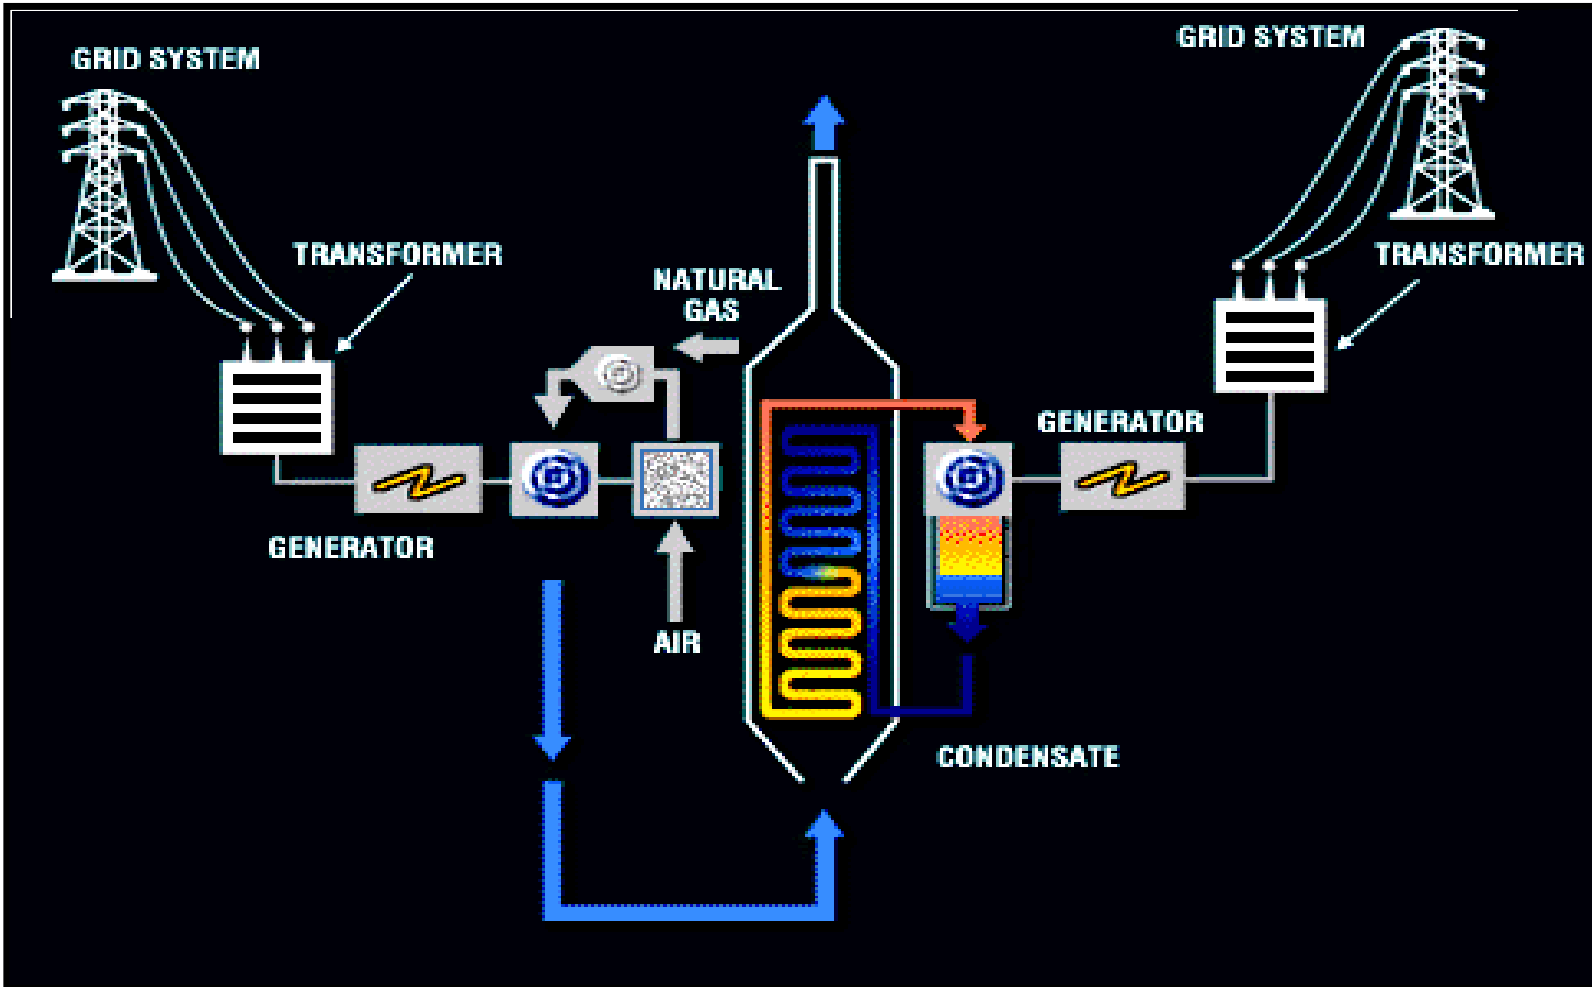 GRID SYSTEM
GRID SYSTEM
TRANSFORMER
TRANSFORMER
NATURAL
GAS
GENERATOR
GENERATOR
AIR
CONDENSATE